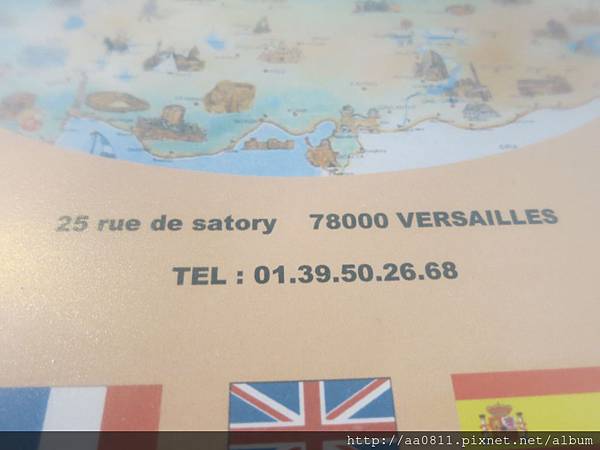 25 rue de satory 78000 VERSAILLES
TEL : 01.39.50.26.68
http://aa0811.pixnet.net/album